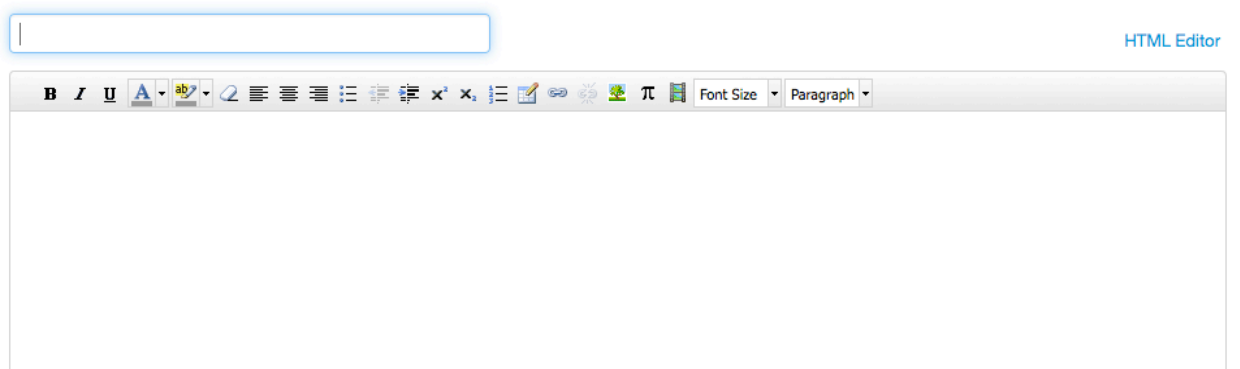 HTML Editor
B I U A ab x² x₂ π Font Size Paragraph